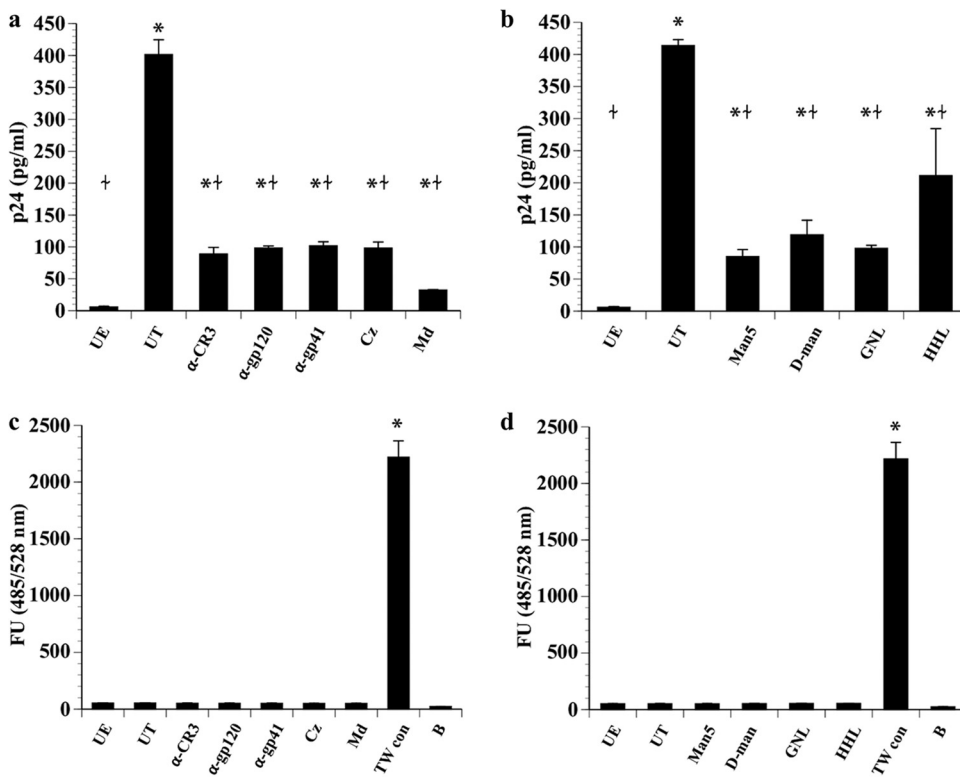 a
p24 (pg/ml)
450
400
350
300
250
200
150
100
50
0
* 
ⵜ
*ⵜ *ⵜ *ⵜ *ⵜ *ⵜ
UE UT α-CR3 α-gp120 α-gp41 Cz Md
b
p24 (pg/ml)
450
400
350
300
250
200
150
100
50
0
*
ⵜ *ⵜ *ⵜ *ⵜ *ⵜ
UE UT Man5 D-man GNL HHL
c
FU (485/528 nm)
2500
2000
1500
1000
500
0
*
UE UT α-CR3 α-gp120 α-gp41 Cz Md TW con B
d
FU (485/528 nm)
2500
2000
1500
1000
500
0
*
UE UT Man5 D-man GNL HHL TW con B